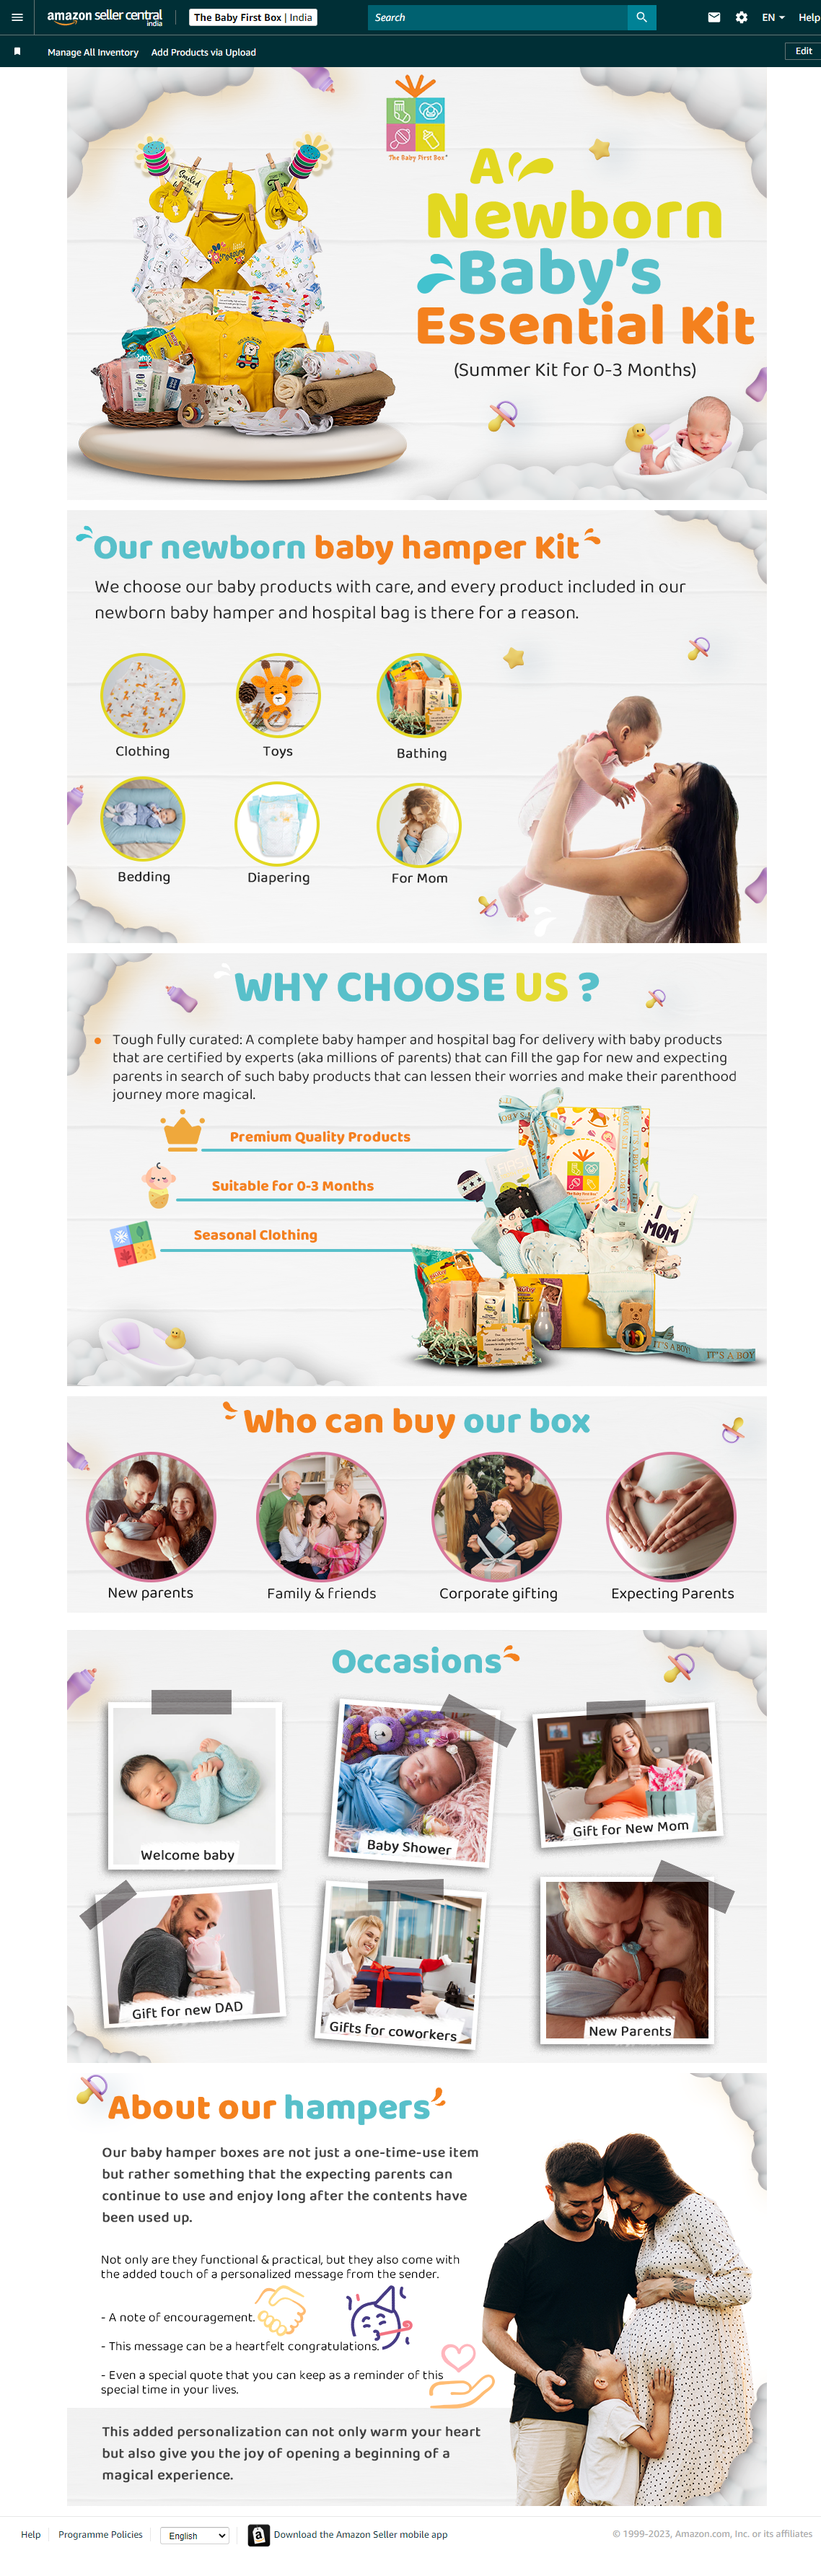 amazon seller central
india
The Baby First Box | India
Search
EN
Help
Manage All Inventory Add Products via Upload
Edit
The Baby First Box
A
Newborn
Baby's
Essential Kit
(Summer Kit for 0-3 Months)
Our newborn baby hamper Kit
We choose our baby products with care, and every product included in our
newborn baby hamper and hospital bag is there for a reason.
Clothing
Toys
Bathing
Bedding
Diapering
For Mom
WHY CHOOSE US ?
Tough fully curated: A complete baby hamper and hospital bag for delivery with baby products
that are certified by experts (aka millions of parents) that can fill the gap for new and expecting
parents in search of such baby products that can lessen their worries and make their parenthood
journey more magical.
Premium Quality Products
Suitable for 0-3 Months
Seasonal Clothing
The Baby First Box
FIRST
I
MOM
Nuby
IT'S A BOY!
IT'S A BOY
Who can buy our box
New parents
Family & friends
Corporate gifting
Expecting Parents
Occasions
Welcome baby
Baby Shower
Gift for New Mom
Gift for new DAD
Gifts for coworkers
New Parents
About our hampers
Our baby hamper boxes are not just a one-time-use item
but rather something that the expecting parents can
continue to use and enjoy long after the contents have
been used up.
Not only are they functional & practical, but they also come with
the added touch of a personalized message from the sender.
- A note of encouragement.
- This message can be a heartfelt congratulations.
- Even a special quote that you can keep as a reminder of this
special time in your lives.
This added personalization can not only warm your heart
but also give you the joy of opening a beginning of a
magical experience.
Help
Programme Policies
English
Download the Amazon Seller mobile app
© 1999-2023, Amazon.com, Inc. or its affiliates